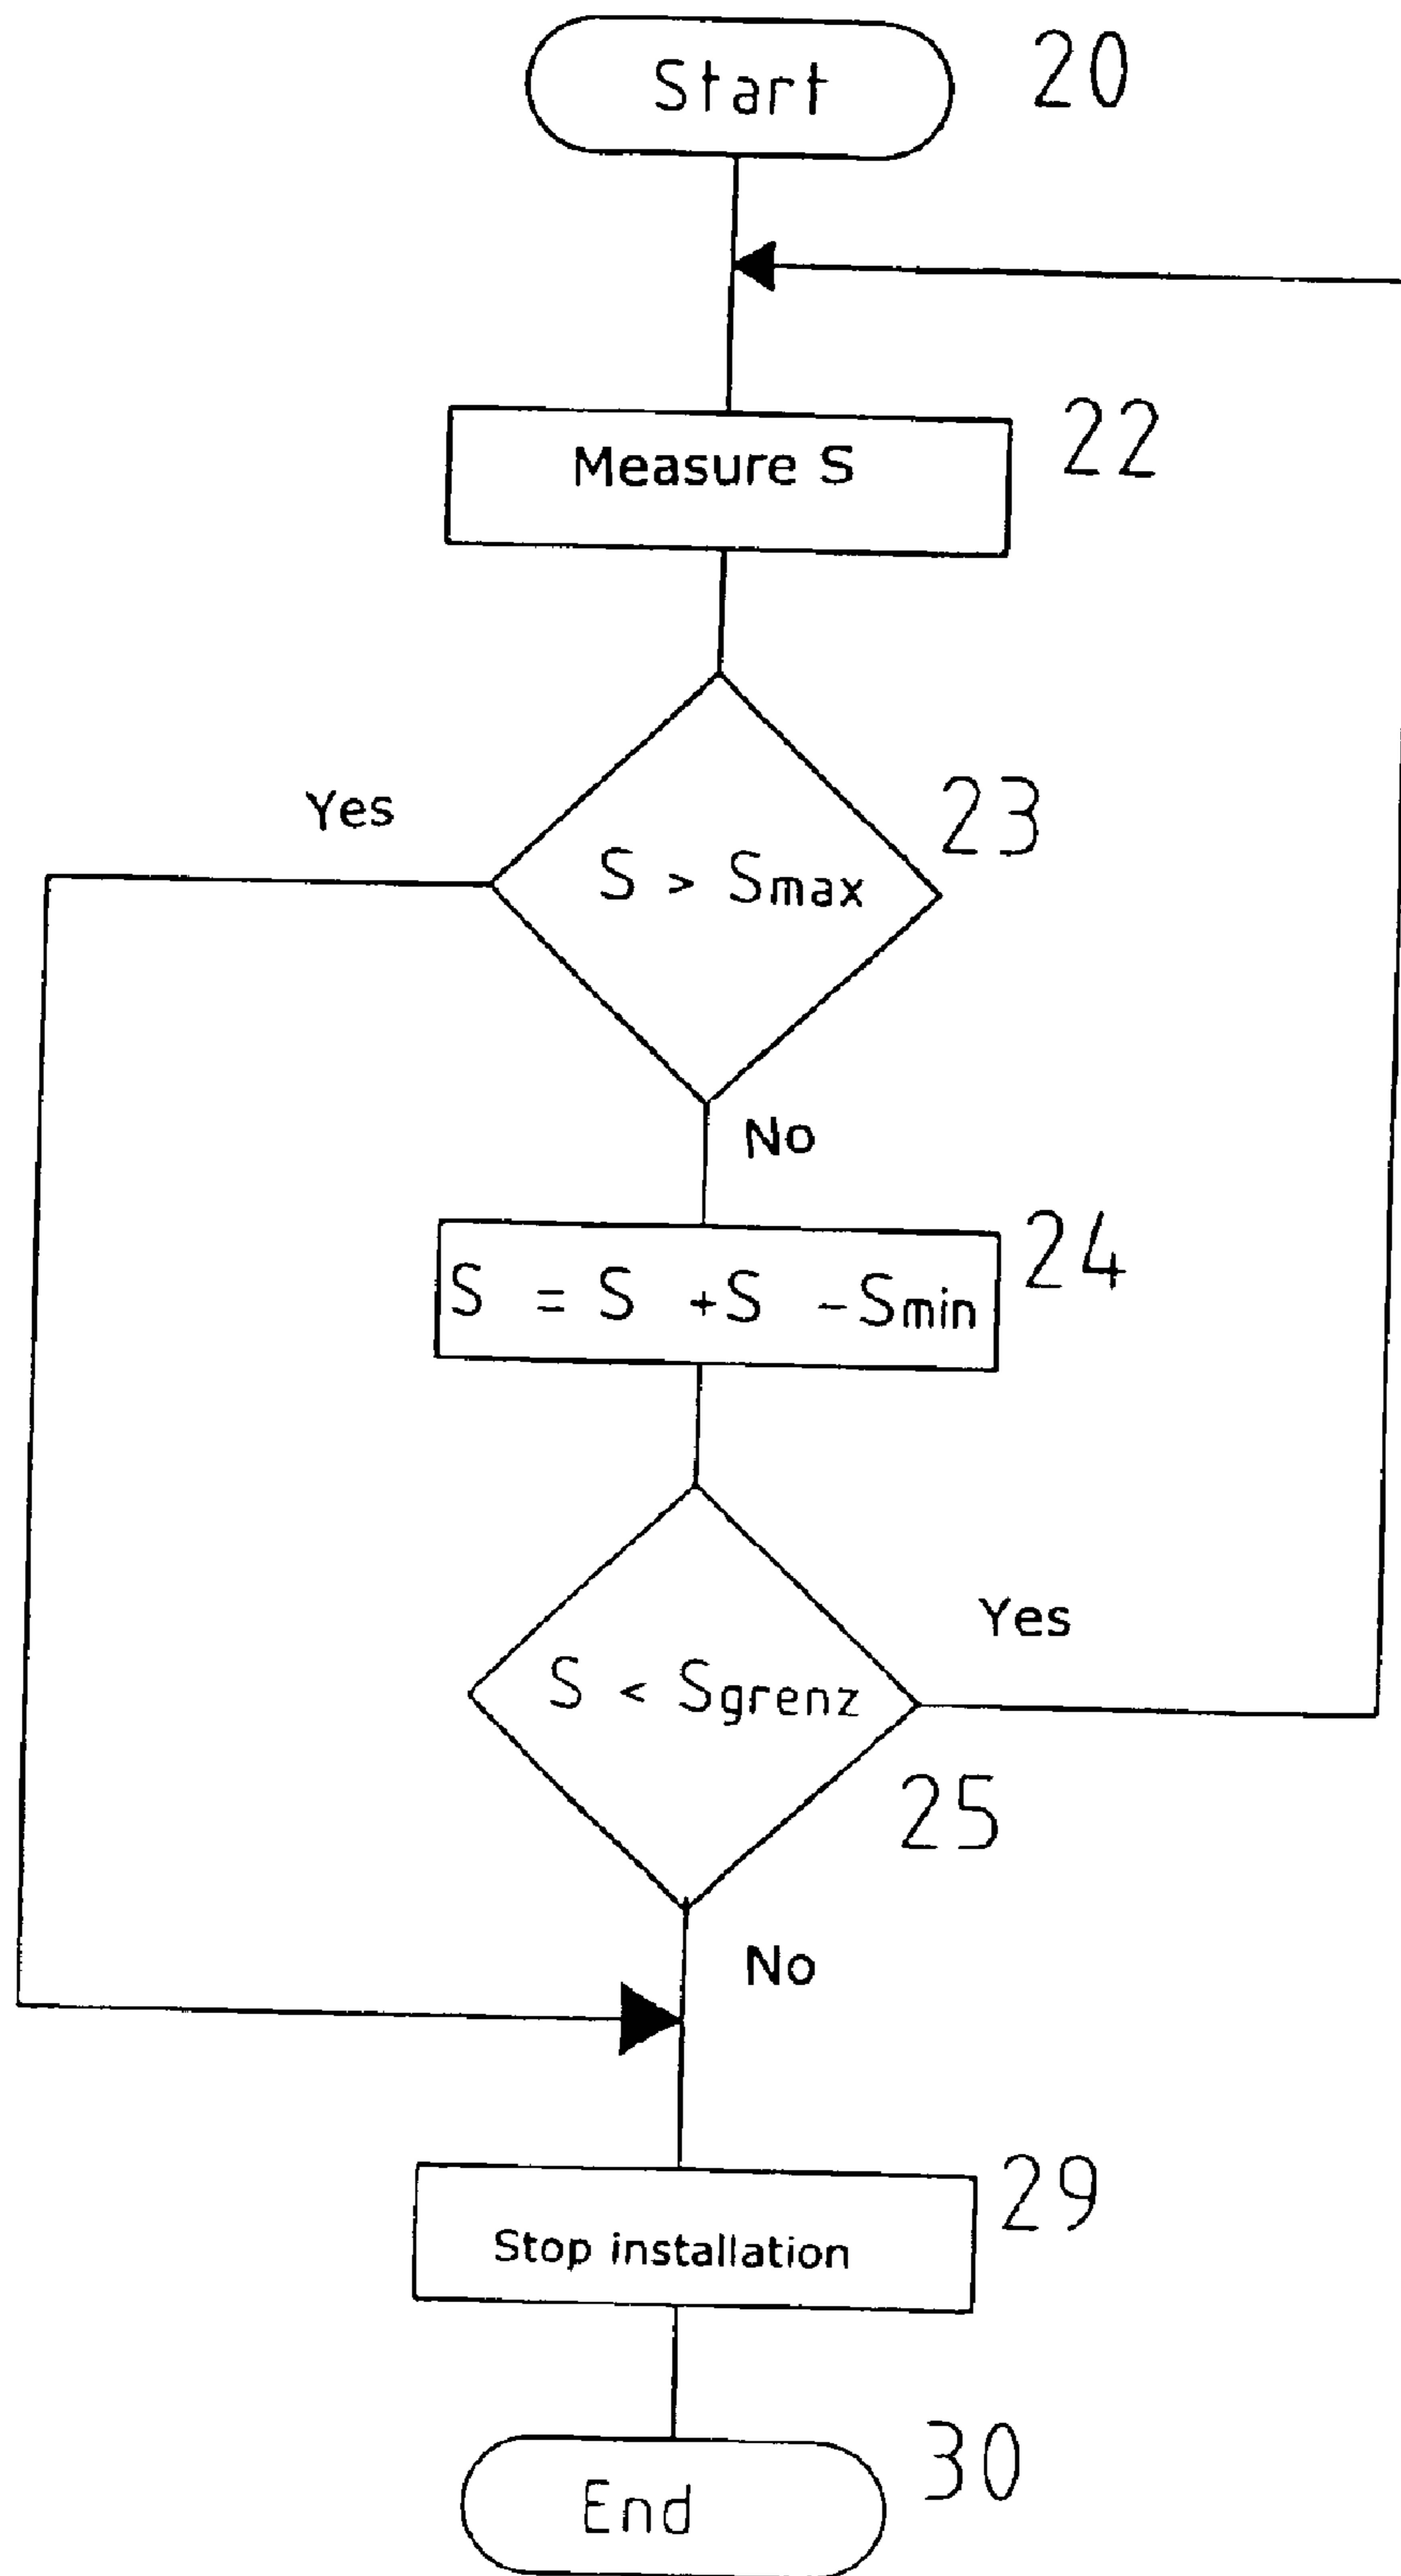 Start
20
Measure S
22
Yes
23
S > Smax
No
24
S = S +S -Smin
Yes
S < Sgrenz
25
No
29
Stop installation
30
End